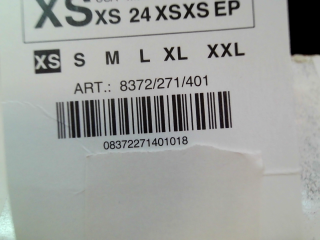 XS
XS 24 XSXS EP
XS S M L XL XXL
ART.: 8372/271/401
08372271401018